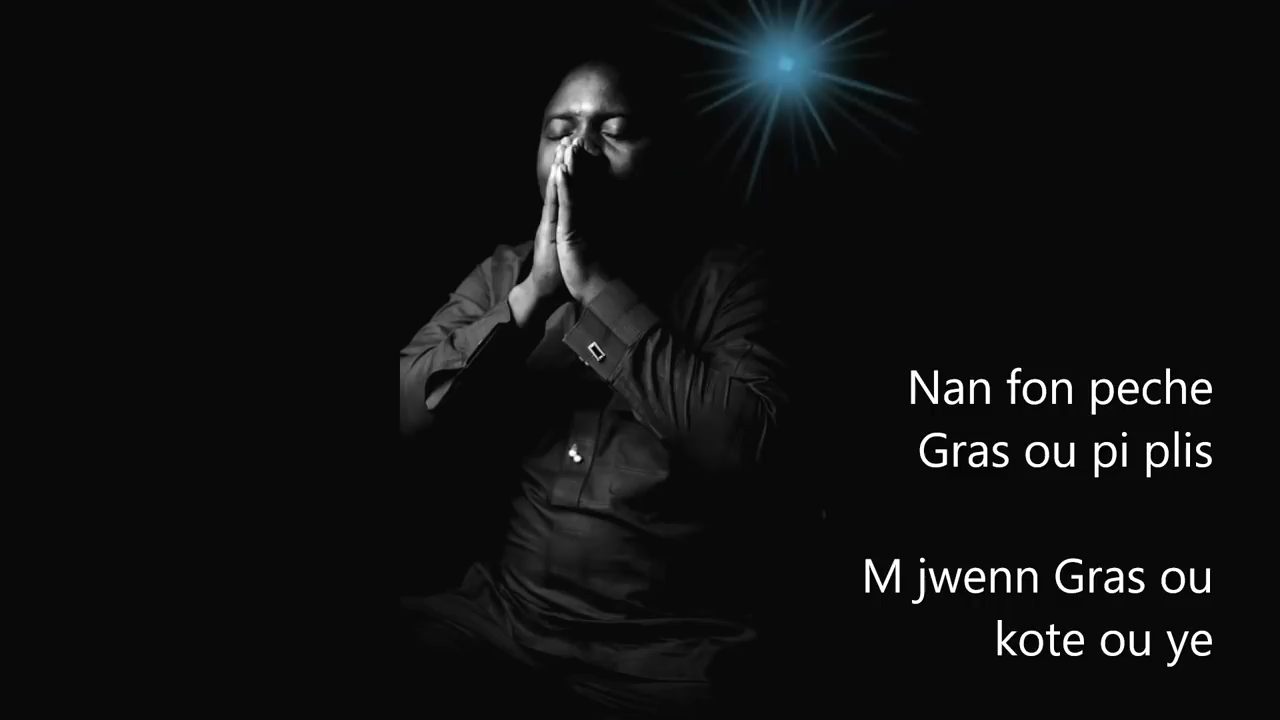 Nan fon peche
Gras ou pi plis
M jwenn Gras ou
kote ou ye